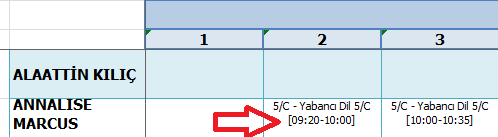 1 2 3
ALAATTİN KILIÇ
ANNALISE
MARCUS
5/C - Yabancı Dil 5/C
[09:20-10:00]
5/C - Yabancı Dil 5/C
[10:00-10:35]